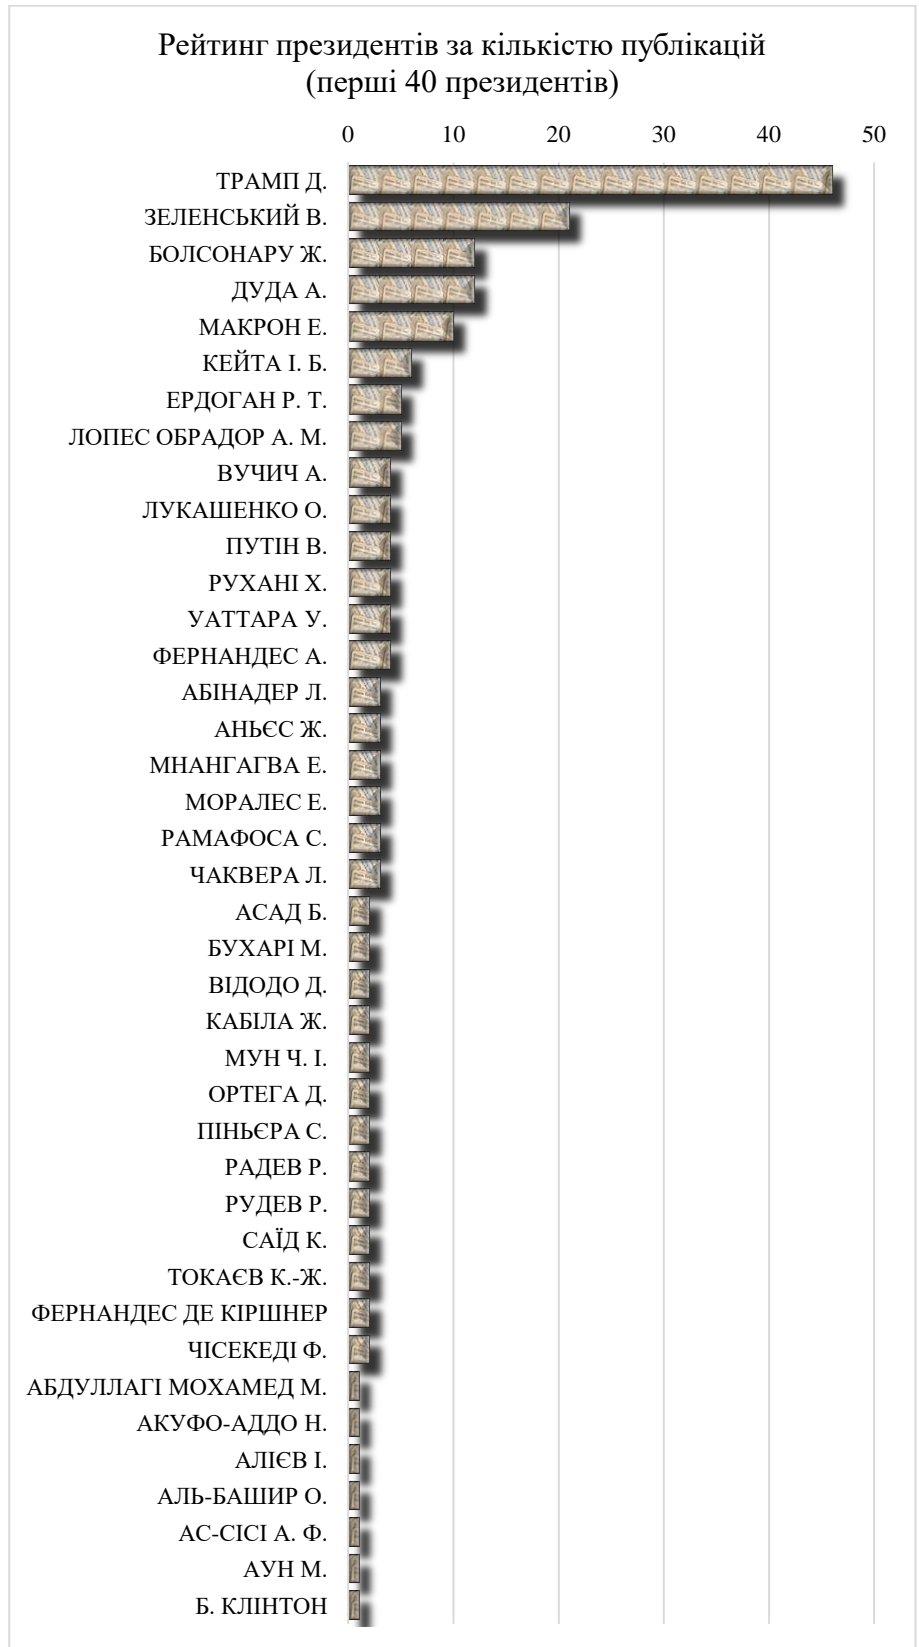 Рейтинг президентів за кількістю публікацій
(перші 40 президентів)
0 10 20 30 40 50
ТРАМП Д.
ЗЕЛЕНСЬКИЙ В.
БОЛСОНАРУ Ж.
ДУДА А.
МАКРОН Е.
КЕЙТА І. Б.
ЕРДОГАН Р. Т.
ЛОПЕС ОБРАДОР А. М.
ВУЧИЧ А.
ЛУКАШЕНКО О.
ПУТІН В.
РУХАНІ Х.
УАТТАРА У.
ФЕРНАНДЕС А.
АБІНАДЕР Л.
АНЬЄС Ж.
МНАНГАГВА Е.
МОРАЛЕС Е.
РАМАФОСА С.
ЧАКВЕРА Л.
АСАД Б.
БУХАРІ М.
ВІДОДО Д.
КАБІЛА Ж.
МУН Ч. І.
ОРТЕГА Д.
ПІНЬЄРА С.
РАДЕВ Р.
РУДЕВ Р.
САЇД К.
ТОКАЄВ К.-Ж.
ФЕРНАНДЕС ДЕ КІРШНЕР
ЧІСЕКЕДІ Ф.
АБДУЛЛАГІ МОХАМЕД М.
АКУФО-АДДО Н.
АЛІЄВ І.
АЛЬ-БАШИР О.
АС-СІСІ А. Ф.
АУН М.
Б. КЛІНТОН